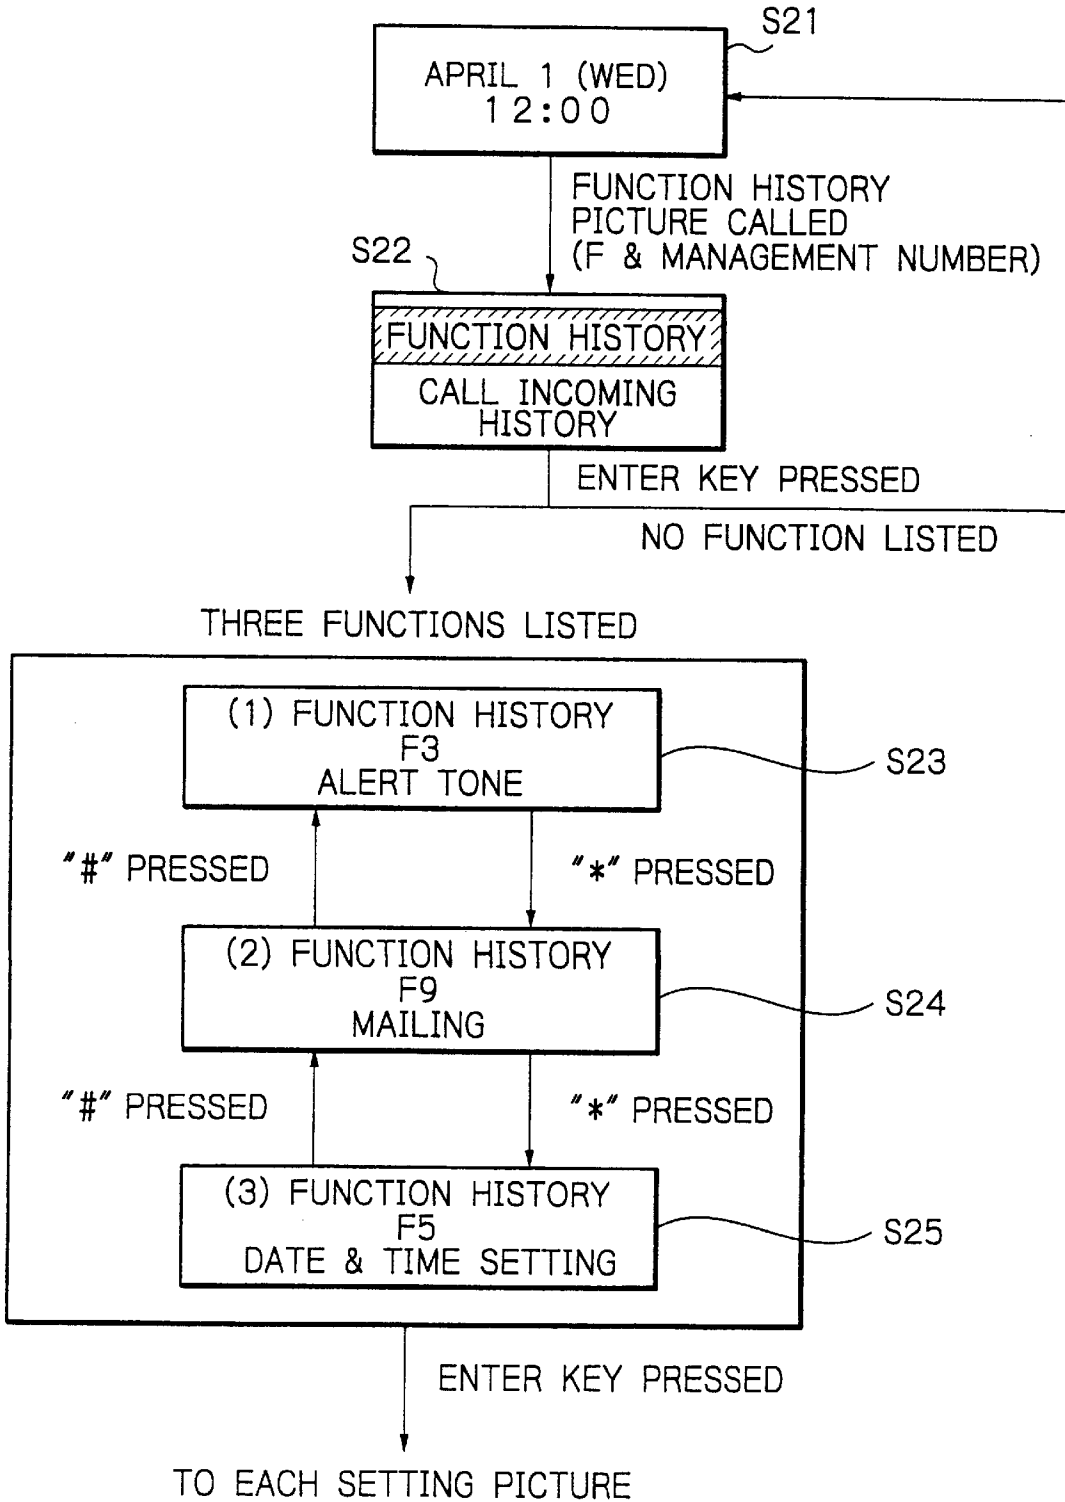 S21
APRIL 1 (WED)
12:00
FUNCTION HISTORY
PICTURE CALLED
(F & MANAGEMENT NUMBER)
S22
FUNCTION HISTORY
CALL INCOMING
HISTORY
ENTER KEY PRESSED
NO FUNCTION LISTED
THREE FUNCTIONS LISTED
(1) FUNCTION HISTORY
F3
ALERT TONE
S23
"#" PRESSED
"*" PRESSED
(2) FUNCTION HISTORY
F9
MAILING
S24
"#" PRESSED
"*" PRESSED
(3) FUNCTION HISTORY
F5
DATE & TIME SETTING
S25
ENTER KEY PRESSED
TO EACH SETTING PICTURE